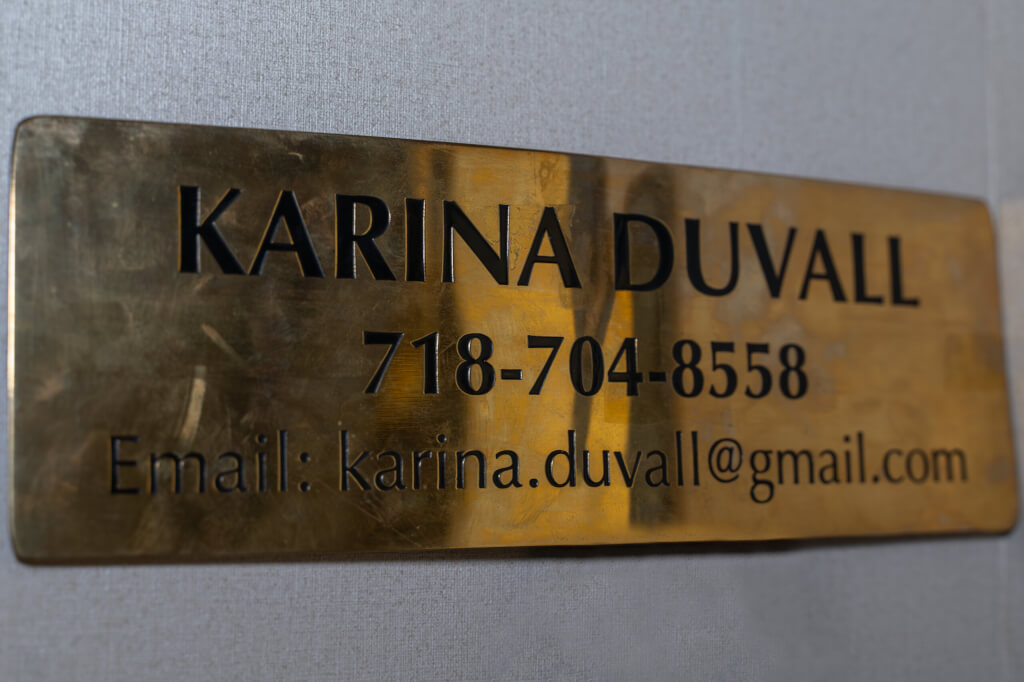 KARINA DUVALL
718-704-8558
Email: karina.duvall@gmail.com